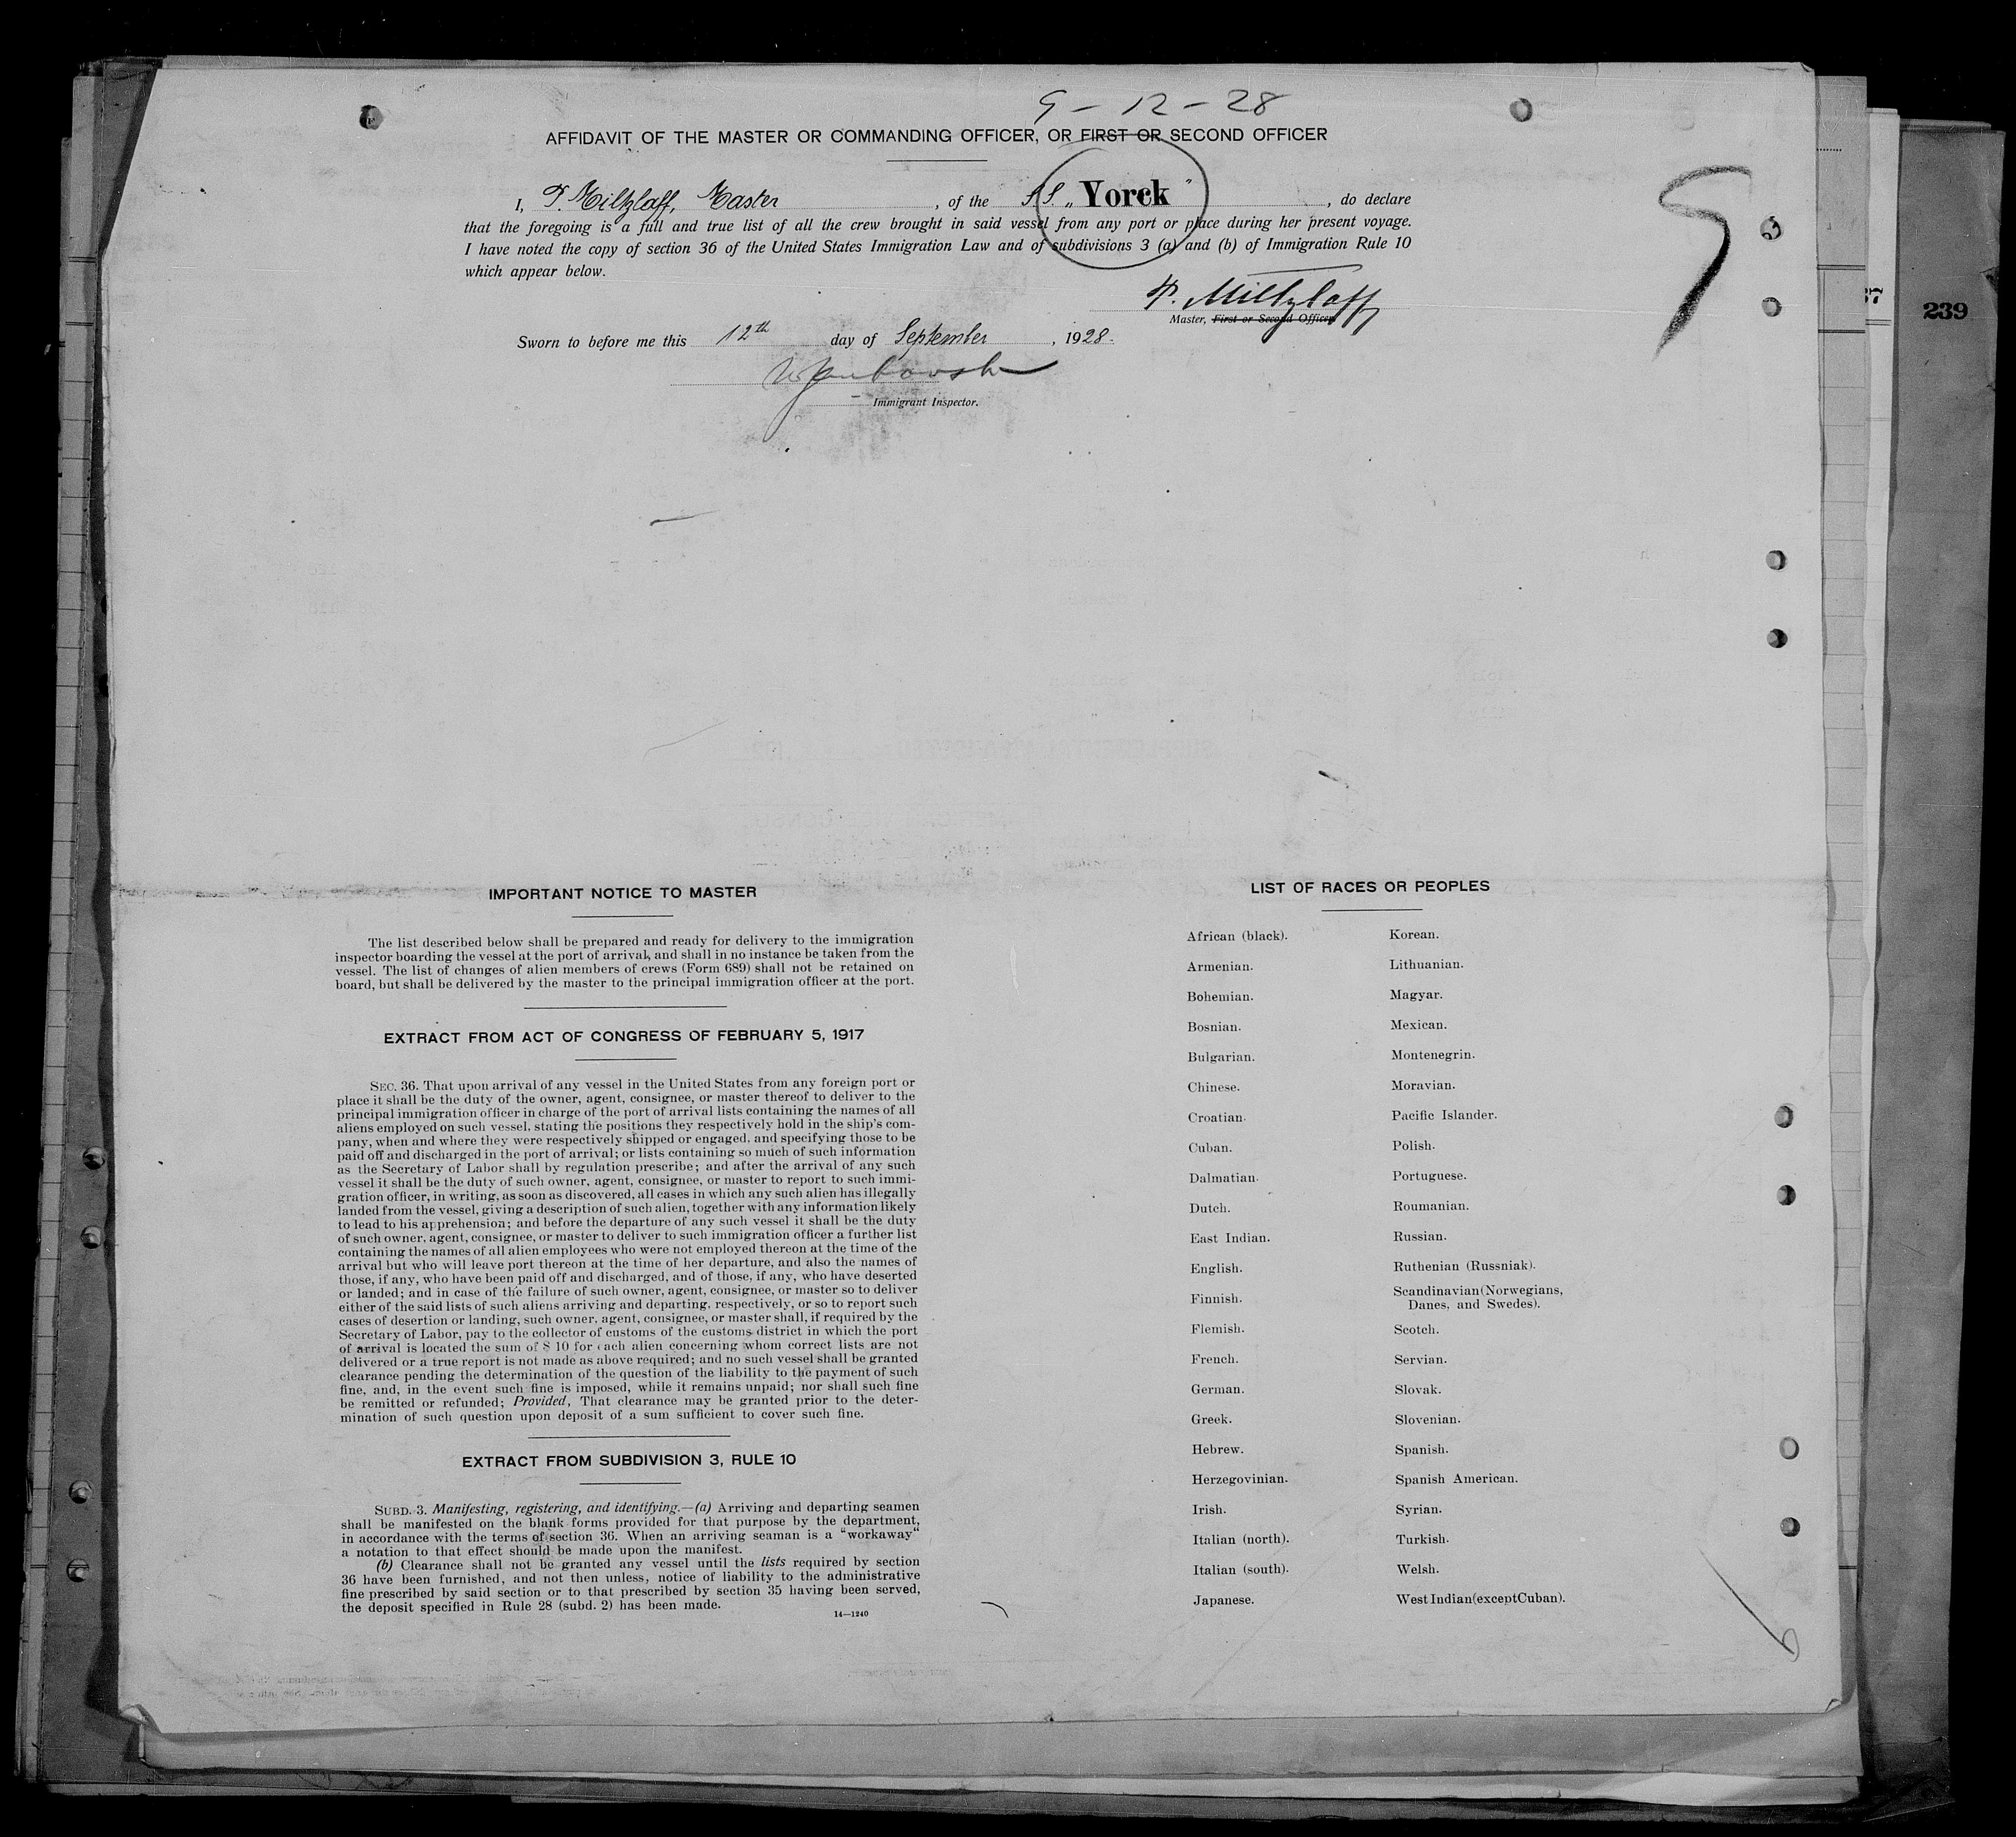 9 - 12 - 28
AFFIDAVIT OF THE MASTER OR COMMANDING OFFICER, OR FIRST OR SECOND OFFICER
I, P. Miltzlaff, Master, of the S.S. „Yorck", do declare
that the foregoing is a full and true list of all the crew brought in said vessel from any port or place during her present voyage.
I have noted the copy of section 36 of the United States Immigration Law and of subdivisions 3 (a) and (b) of Immigration Rule 10
which appear below.
P. Miltzlaff
Master, First or Second Officer.
Sworn to before me this 12th day of September, 1928.
Immigrant Inspector.
5
37
239
IMPORTANT NOTICE TO MASTER
The list described below shall be prepared and ready for delivery to the immigration
inspector boarding the vessel at the port of arrival, and shall in no instance be taken from the
vessel. The list of changes of alien members of crews (Form 689) shall not be retained on
board, but shall be delivered by the master to the principal immigration officer at the port.
EXTRACT FROM ACT OF CONGRESS OF FEBRUARY 5, 1917
SEC. 36. That upon arrival of any vessel in the United States from any foreign port or
place it shall be the duty of the owner, agent, consignee, or master thereof to deliver to the
principal immigration officer in charge of the port of arrival lists containing the names of all
aliens employed on such vessel, stating the positions they respectively hold in the ship's com-
pany, when and where they were respectively shipped or engaged, and specifying those to be
paid off and discharged in the port of arrival; or lists containing so much of such information
as the Secretary of Labor shall by regulation prescribe; and after the arrival of any such
vessel it shall be the duty of such owner, agent, consignee, or master to report to such immi-
gration officer, in writing, as soon as discovered, all cases in which any such alien has illegally
landed from the vessel, giving a description of such alien, together with any information likely
to lead to his apprehension; and before the departure of any such vessel it shall be the duty
of such owner, agent, consignee, or master to deliver to such immigration officer a further list
containing the names of all alien employees who were not employed thereon at the time of the
arrival but who will leave port thereon at the time of her departure, and also the names of
those, if any, who have been paid off and discharged, and of those, if any, who have deserted
or landed; and in case of the failure of such owner, agent, consignee, or master so to deliver
either of the said lists of such aliens arriving and departing, respectively, or so to report such
cases of desertion or landing, such owner, agent, consignee, or master shall, if required by the
Secretary of Labor, pay to the collector of customs of the customs district in which the port
of arrival is located the sum of $ 10 for each alien concerning whom correct lists are not
delivered or a true report is not made as above required; and no such vessel shall be granted
clearance pending the determination of the question of the liability to the payment of such
fine, and, in the event such fine is imposed, while it remains unpaid; nor shall such fine
be remitted or refunded; Provided, That clearance may be granted prior to the deter-
mination of such question upon deposit of a sum sufficient to cover such fine.
EXTRACT FROM SUBDIVISION 3, RULE 10
SUBD. 3. Manifesting, registering, and identifying.—(a) Arriving and departing seamen
shall be manifested on the blank forms provided for that purpose by the department,
in accordance with the terms of section 36. When an arriving seaman is a "workaway"
a notation to that effect should be made upon the manifest.
(b) Clearance shall not be granted any vessel until the lists required by section
36 have been furnished, and not then unless, notice of liability to the administrative
fine prescribed by said section or to that prescribed by section 35 having been served,
the deposit specified in Rule 28 (subd. 2) has been made.
14—1240
LIST OF RACES OR PEOPLES
African (black).
Armenian.
Bohemian.
Bosnian.
Bulgarian.
Chinese.
Croatian.
Cuban.
Dalmatian.
Dutch.
East Indian.
English.
Finnish.
Flemish.
French.
German.
Greek.
Hebrew.
Herzegovinian.
Irish.
Italian (north).
Italian (south).
Japanese.
Korean.
Lithuanian.
Magyar.
Mexican.
Montenegrin.
Moravian.
Pacific Islander.
Polish.
Portuguese.
Roumanian.
Russian.
Ruthenian (Russniak).
Scandinavian (Norwegians,
Danes, and Swedes).
Scotch.
Servian.
Slovak.
Slovenian.
Spanish.
Spanish American.
Syrian.
Turkish.
Welsh.
West Indian (except Cuban).